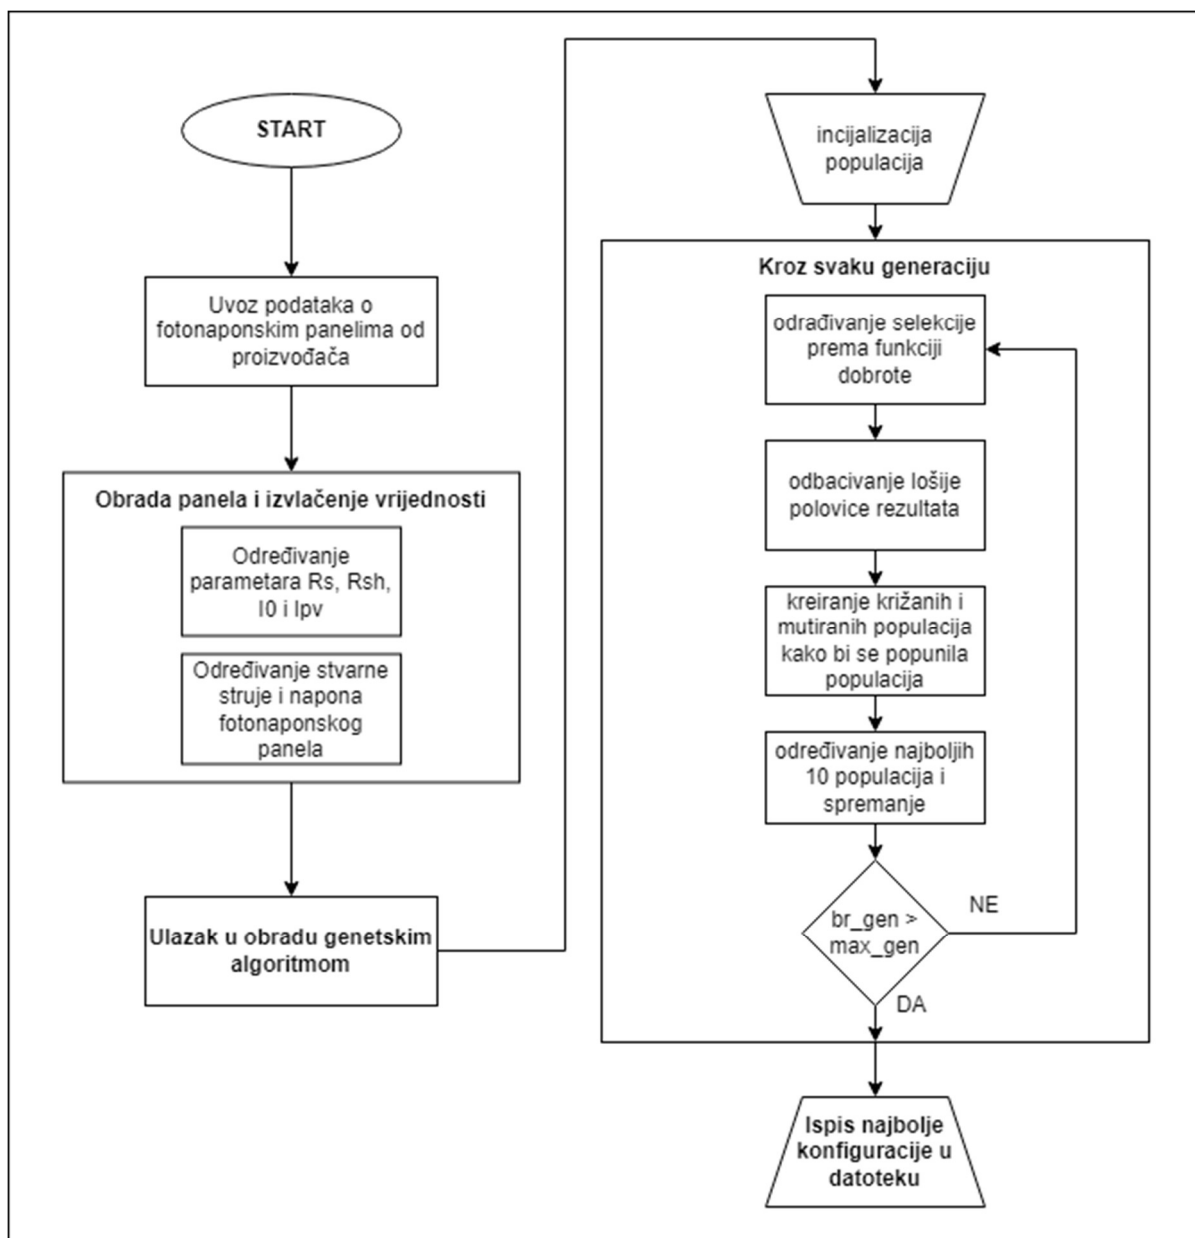 START
Uvoz podataka o
fotonaponskim panelima od
proizvođača
Obrada panela i izvlačenje vrijednosti
Određivanje
parametara Rs, Rsh,
I0 i Ipv
Određivanje stvarne
struje i napona
fotonaponskog
panela
Ulazak u obradu genetskim
algoritmom
incijalizacija
populacija
Kroz svaku generaciju
odrađivanje selekcije
prema funkciji
dobrote
odbacivanje lošije
polovice rezultata
kreiranje križanih i
mutiranih populacija
kako bi se popunila
populacija
određivanje najboljih
10 populacija i
spremanje
br_gen >
max_gen
NE
DA
Ispis najbolje
konfiguracije u
datoteku